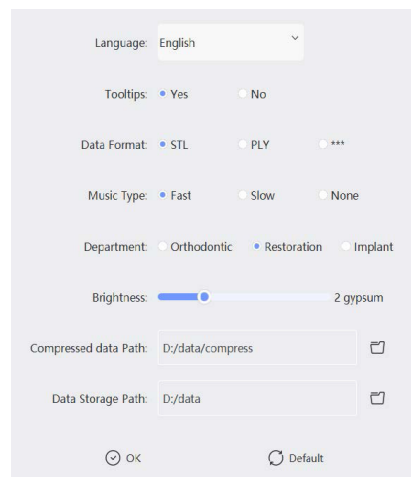 Language: English
Tooltips: Yes No
Data Format: STL PLY ***
Music Type: Fast Slow None
Department: Orthodontic Restoration Implant
Brightness: 2 gypsum
Compressed data Path: D:/data/compress
Data Storage Path: D:/data
OK Default